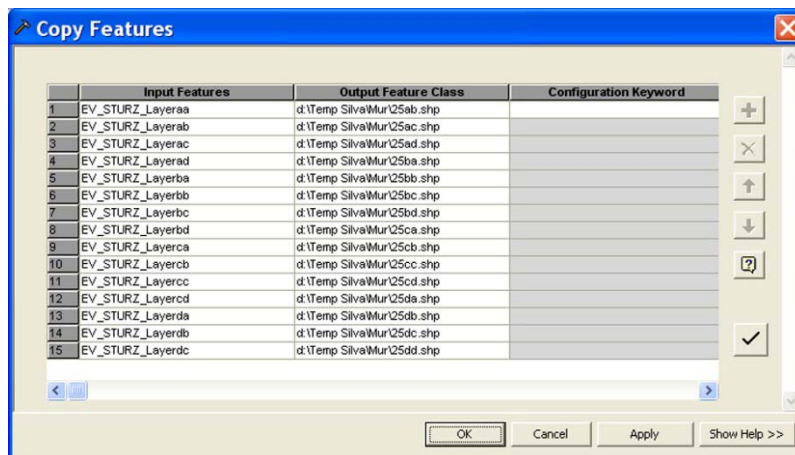 Copy Features
Input Features Output Feature Class Configuration Keyword
1 EV_STURZ_Layeraa d:\Temp Silva\Mur\25ab.shp
2 EV_STURZ_Layerab d:\Temp Silva\Mur\25ac.shp
3 EV_STURZ_Layerac d:\Temp Silva\Mur\25ad.shp
4 EV_STURZ_Layerad d:\Temp Silva\Mur\25ba.shp
5 EV_STURZ_Layerba d:\Temp Silva\Mur\25bb.shp
6 EV_STURZ_Layerbb d:\Temp Silva\Mur\25bc.shp
7 EV_STURZ_Layerbc d:\Temp Silva\Mur\25bd.shp
8 EV_STURZ_Layerbd d:\Temp Silva\Mur\25ca.shp
9 EV_STURZ_Layerca d:\Temp Silva\Mur\25cb.shp
10 EV_STURZ_Layercb d:\Temp Silva\Mur\25cc.shp
11 EV_STURZ_Layercc d:\Temp Silva\Mur\25cd.shp
12 EV_STURZ_Layercd d:\Temp Silva\Mur\25da.shp
13 EV_STURZ_Layerda d:\Temp Silva\Mur\25db.shp
14 EV_STURZ_Layerdb d:\Temp Silva\Mur\25dc.shp
15 EV_STURZ_Layerdc d:\Temp Silva\Mur\25dd.shp
OK Cancel Apply Show Help >>